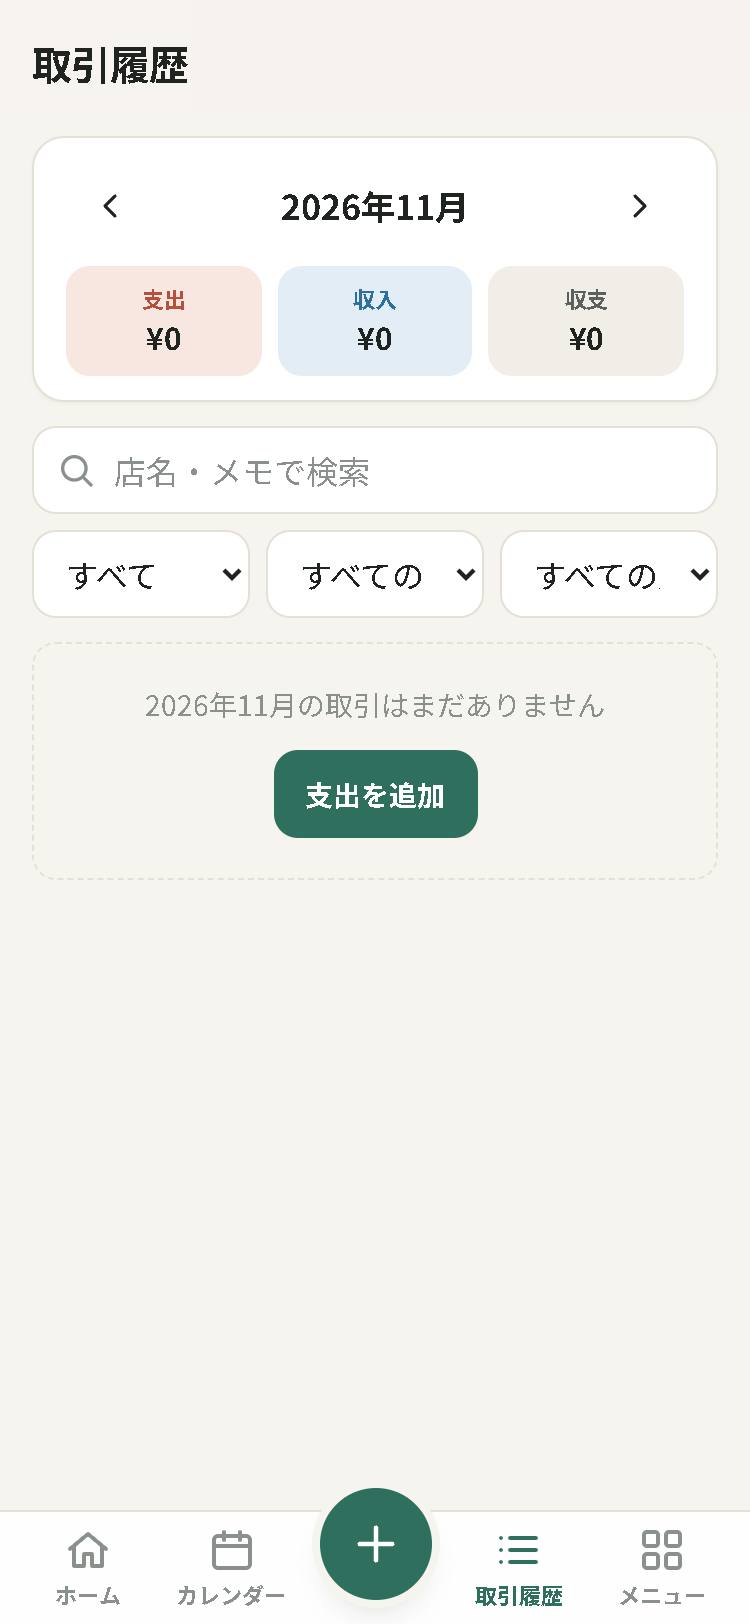 取引履歴
2026年11月
支出 収入 収支
¥0 ¥0 ¥0
店名・メモで検索
すべて すべての すべての
2026年11月の取引はまだありません
支出を追加
ホーム カレンダー 取引履歴 メニュー